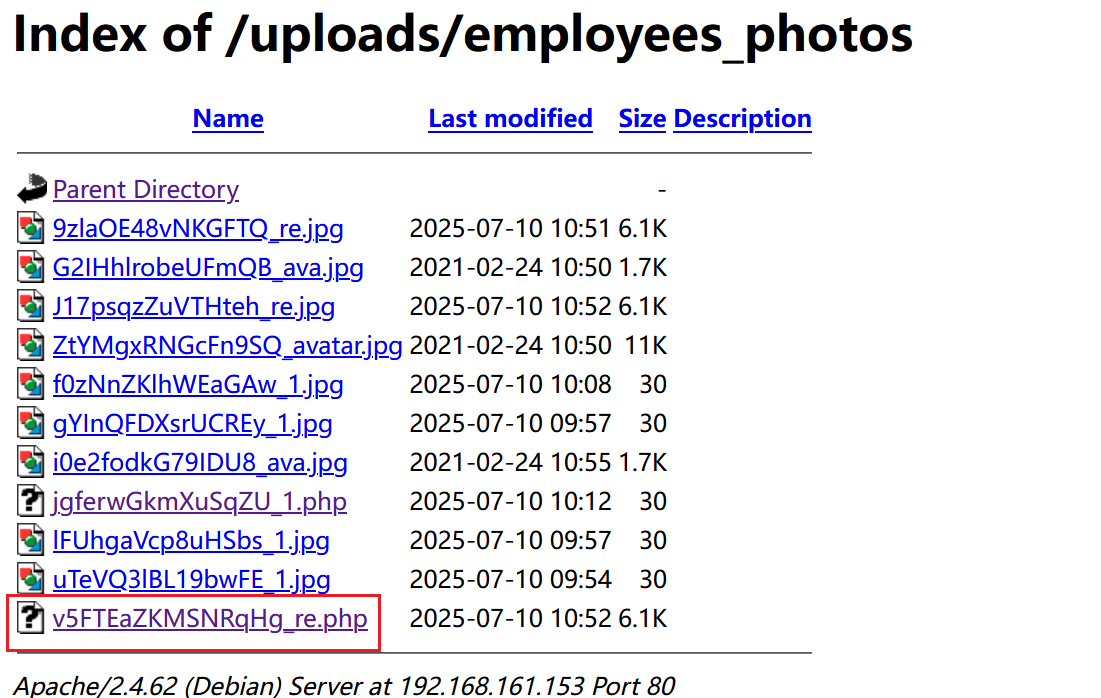 Index of /uploads/employees_photos
Name Last modified Size Description
Parent Directory -
9zlaOE48vNKGFTQ_re.jpg 2025-07-10 10:51 6.1K
G2IHhlrobeUFmQB_ava.jpg 2021-02-24 10:50 1.7K
J17psqzZuVTHteh_re.jpg 2025-07-10 10:52 6.1K
ZtYMgxRNGcFn9SQ_avatar.jpg 2021-02-24 10:50 11K
f0zNnZKlhWEaGAw_1.jpg 2025-07-10 10:08 30
gYInQFDXsrUCREy_1.jpg 2025-07-10 09:57 30
i0e2fodkG79IDU8_ava.jpg 2021-02-24 10:55 1.7K
jgferwGkmXuSqZU_1.php 2025-07-10 10:12 30
lFUhgaVcp8uHSbs_1.jpg 2025-07-10 09:57 30
uTeVQ3lBL19bwFE_1.jpg 2025-07-10 09:54 30
v5FTEaZKMSNRqHg_re.php 2025-07-10 10:52 6.1K
Apache/2.4.62 (Debian) Server at 192.168.161.153 Port 80